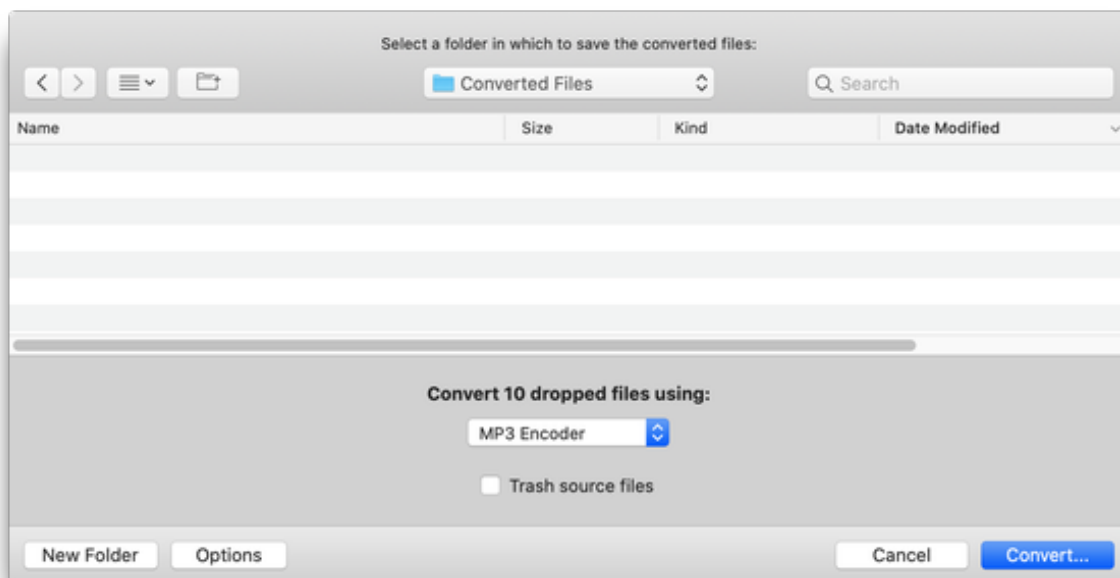 Select a folder in which to save the converted files:
Converted Files
Search
Name Size Kind Date Modified
Convert 10 dropped files using:
MP3 Encoder
Trash source files
New Folder Options Cancel Convert...